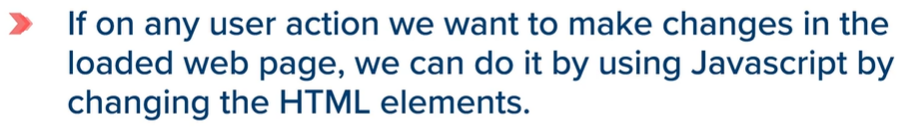 If on any user action we want to make changes in the
loaded web page, we can do it by using Javascript by
changing the HTML elements.